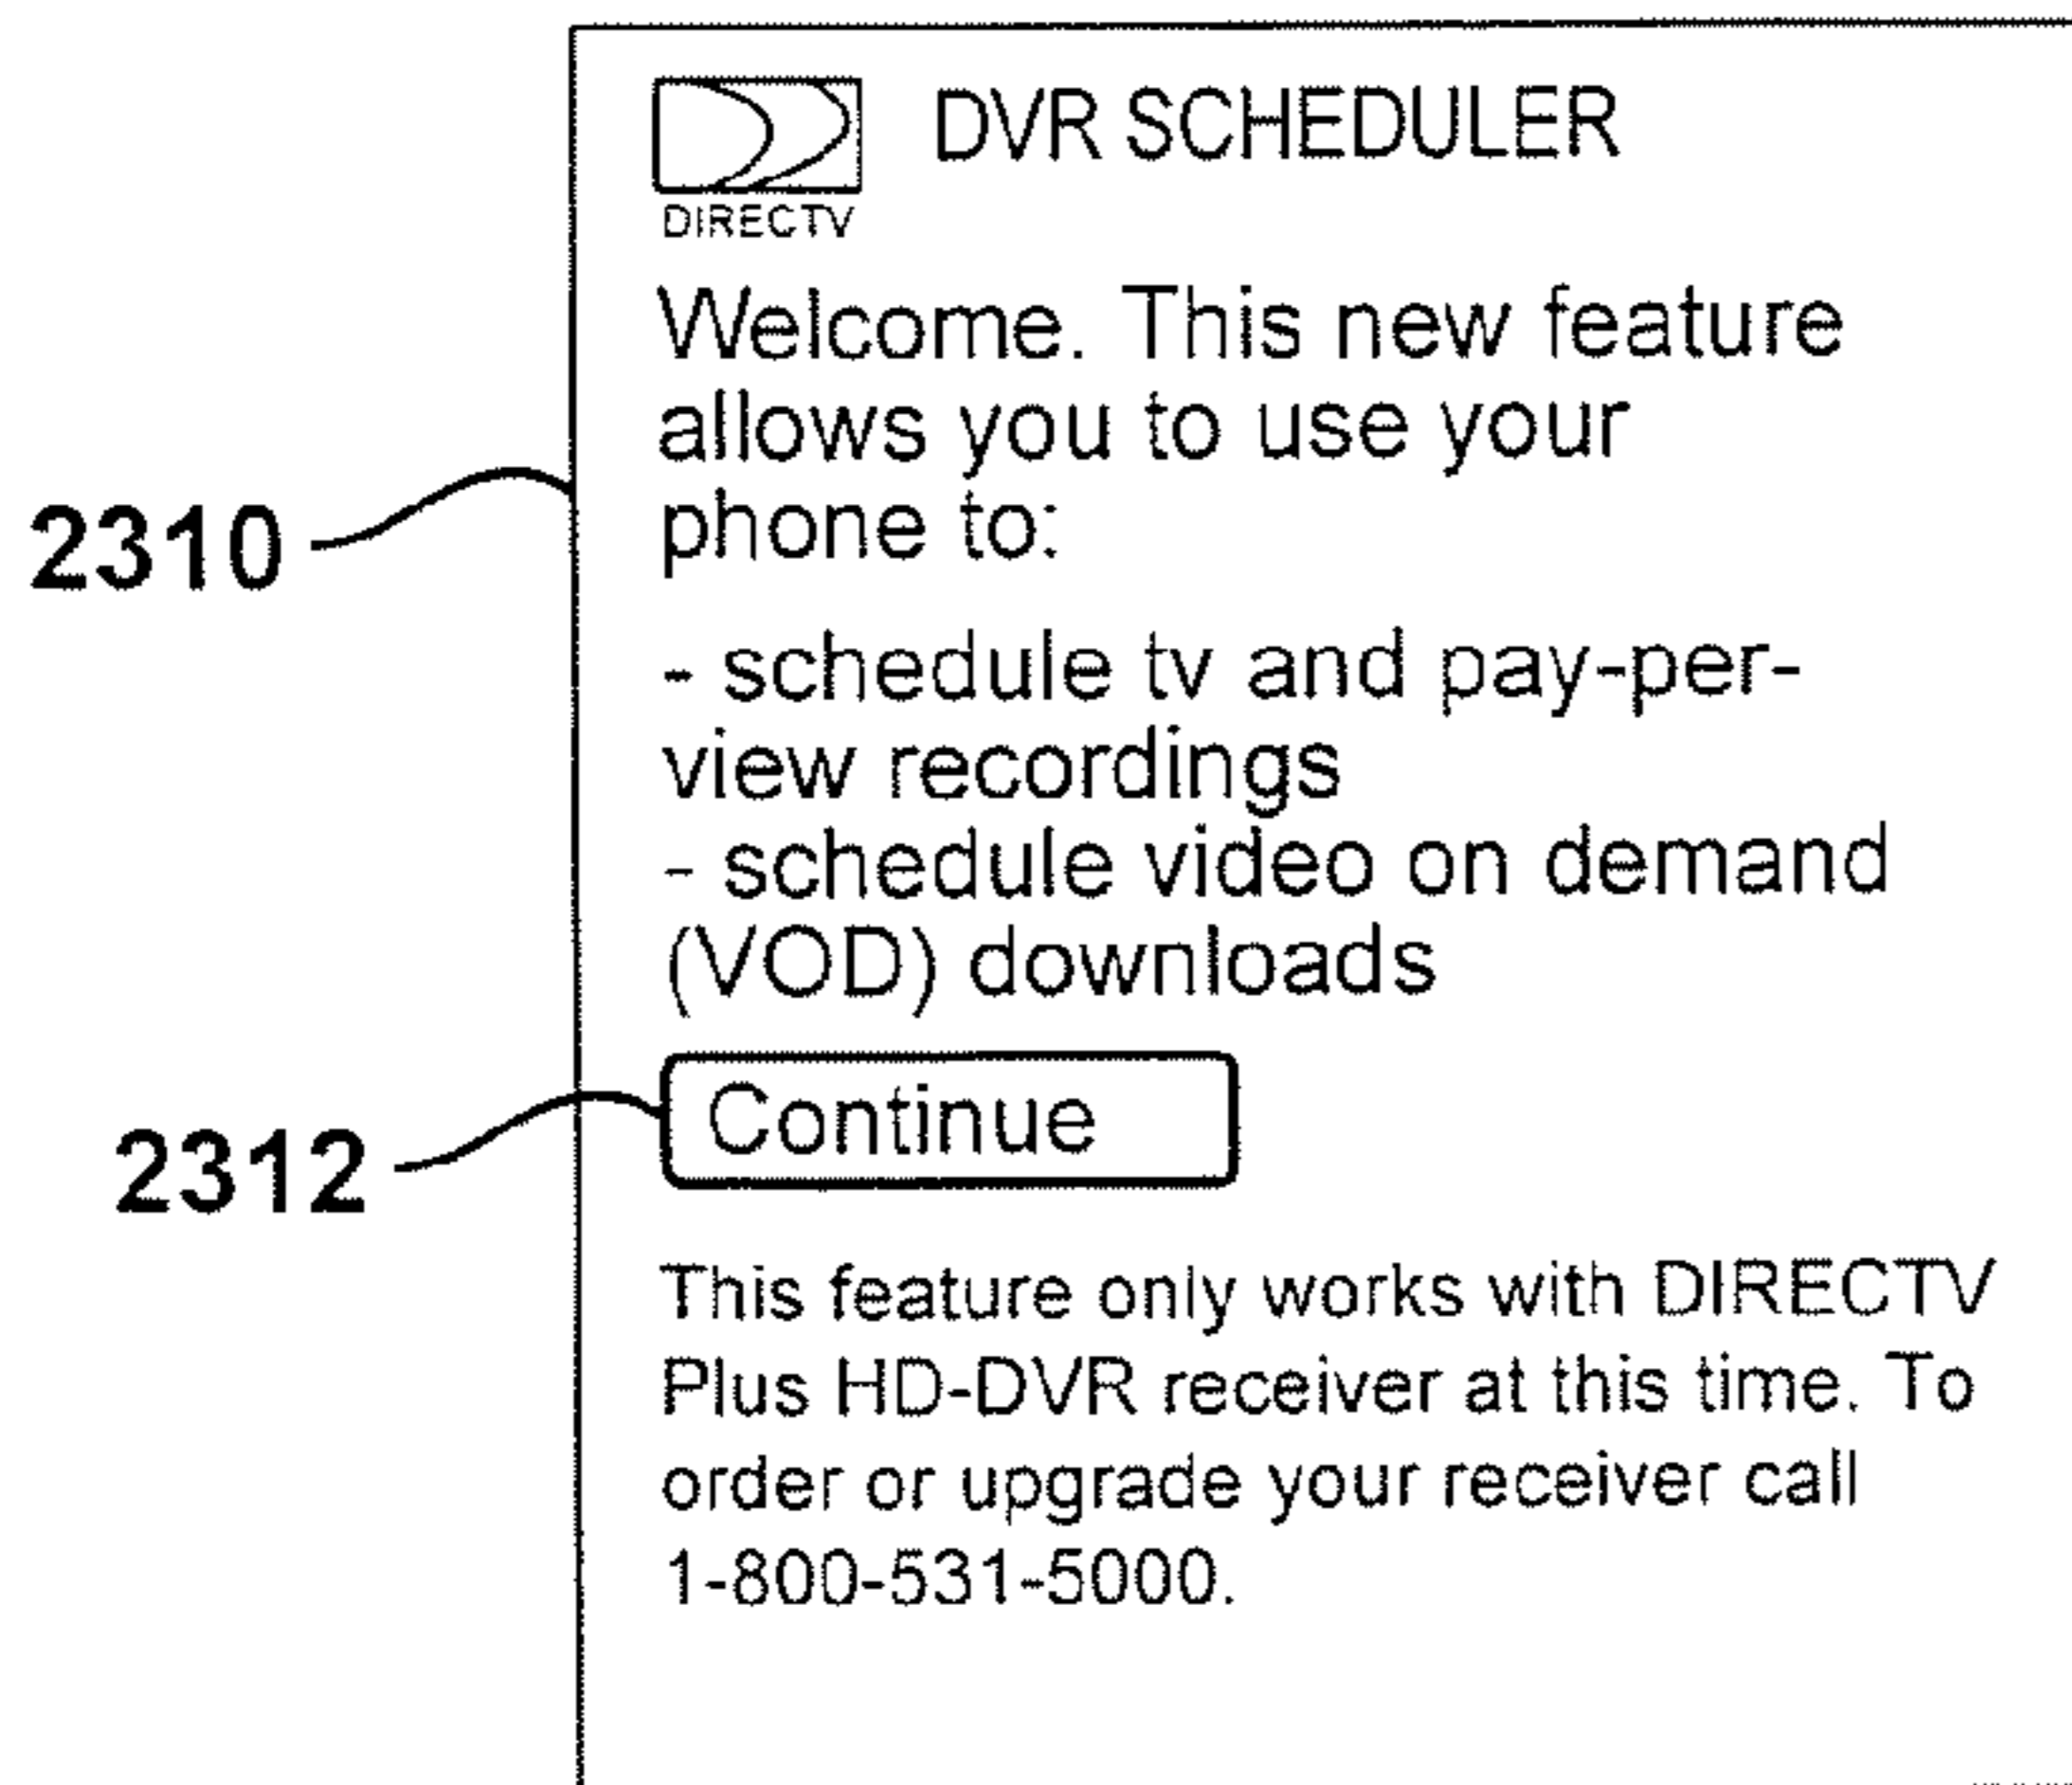 DVR SCHEDULER
DIRECTV
Welcome. This new feature
allows you to use your
phone to:
2310
- schedule tv and pay-per-
view recordings
- schedule video on demand
(VOD) downloads
Continue
2312
This feature only works with DIRECTV
Plus HD-DVR receiver at this time. To
order or upgrade your receiver call
1-800-531-5000.